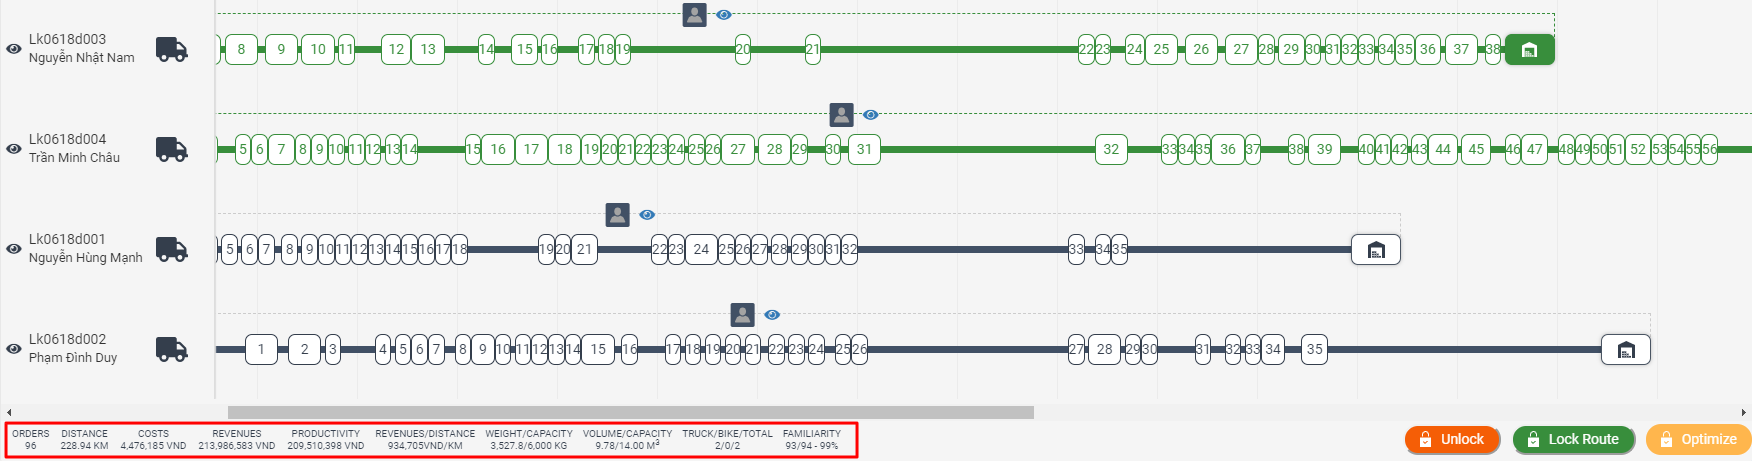 Lk0618d003
Nguyễn Nhật Nam
8 9 10 11 12 13 14 15 16 17 18 19 20 21 22 23 24 25 26 27 28 29 30 31 32 33 34 35 36 37 38
Lk0618d004
Trần Minh Châu
5 6 7 8 9 10 11 12 13 14 15 16 17 18 19 20 21 22 23 24 25 26 27 28 29 30 31 32 33 34 35 36 37 38 39 40 41 42 43 44 45 46 47 48 49 50 51 52 53 54 55 56
Lk0618d001
Nguyễn Hùng Mạnh
5 6 7 8 9 10 11 12 13 14 15 16 17 18 19 20 21 22 23 24 25 26 27 28 29 30 31 32 33 34 35
Lk0618d002
Phạm Đình Duy
1 2 3 4 5 6 7 8 9 10 11 12 13 14 15 16 17 18 19 20 21 22 23 24 25 26 27 28 29 30 31 32 33 34 35
ORDERS DISTANCE COSTS REVENUES PRODUCTIVITY REVENUES/DISTANCE WEIGHT/CAPACITY VOLUME/CAPACITY TRUCK/BIKE/TOTAL FAMILIARITY
96 228.94 KM 4,476,185 VND 213,986,583 VND 209,510,398 VND 934,705VND/KM 3,527.8/6,000 KG 9.78/14.00 M³ 2/0/2 93/94 - 99%
Unlock Lock Route Optimize